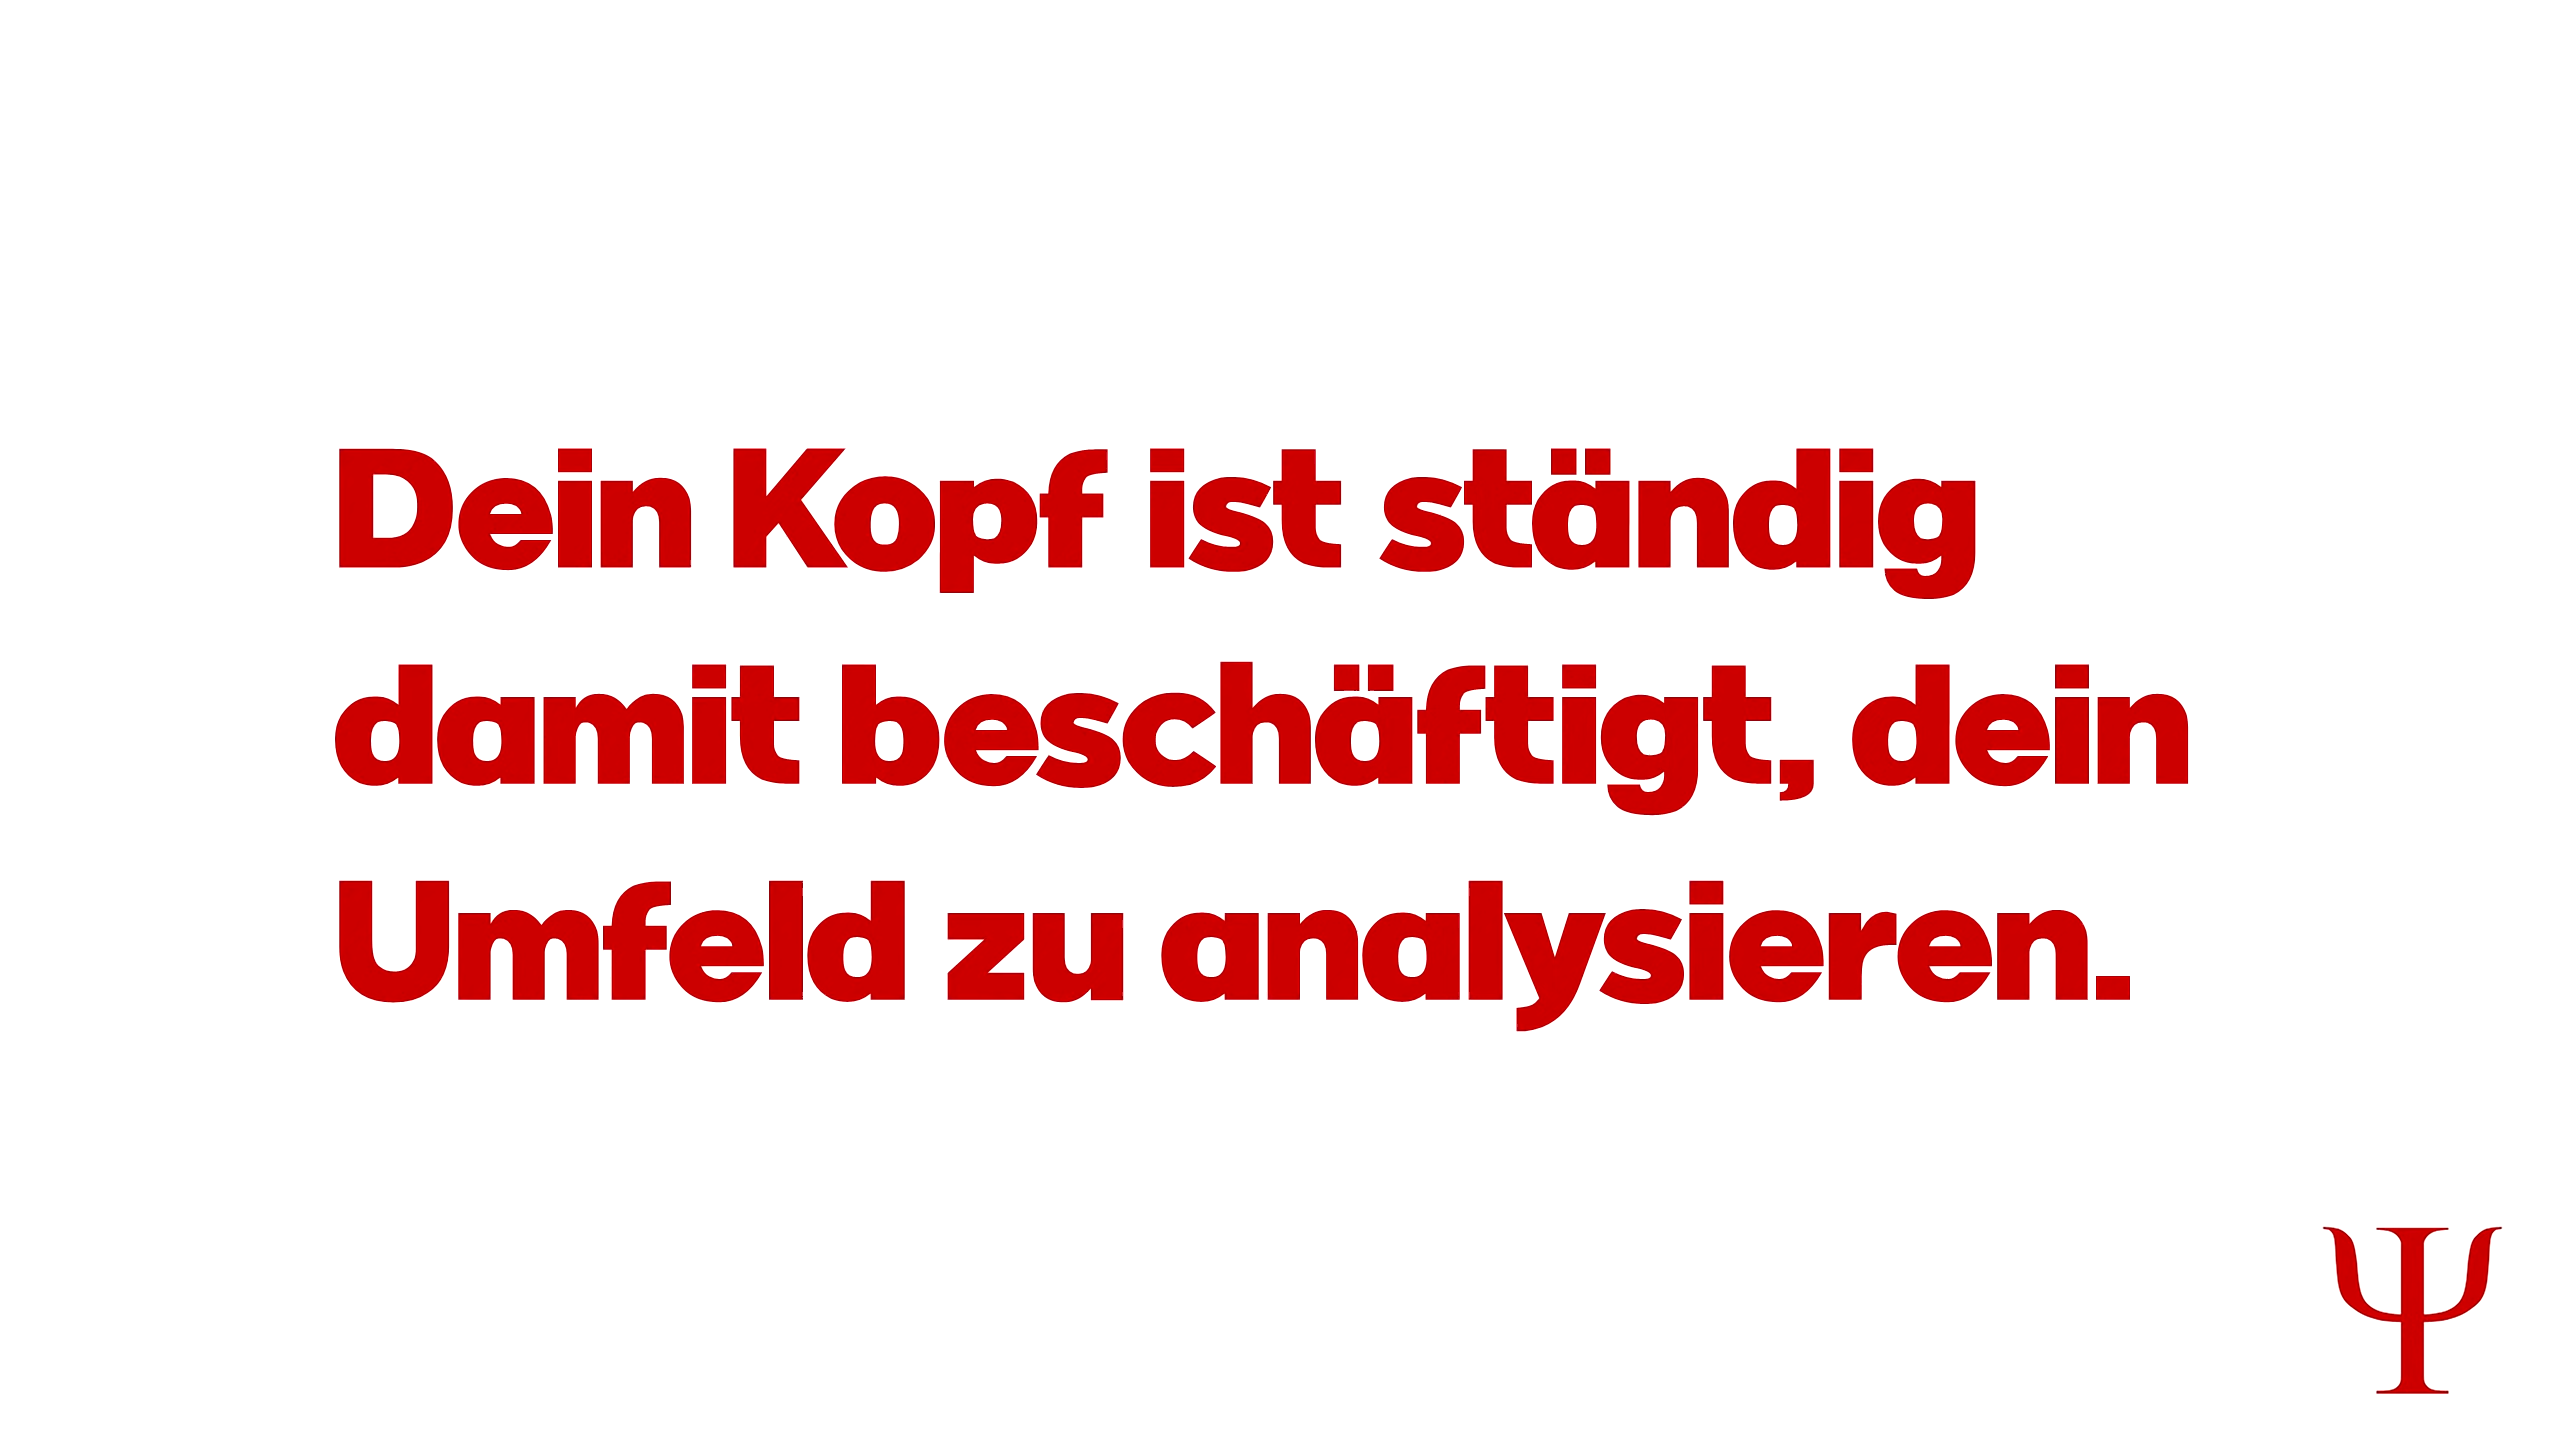 Dein Kopf ist ständig
damit beschäftigt, dein
Umfeld zu analysieren.
Ψ